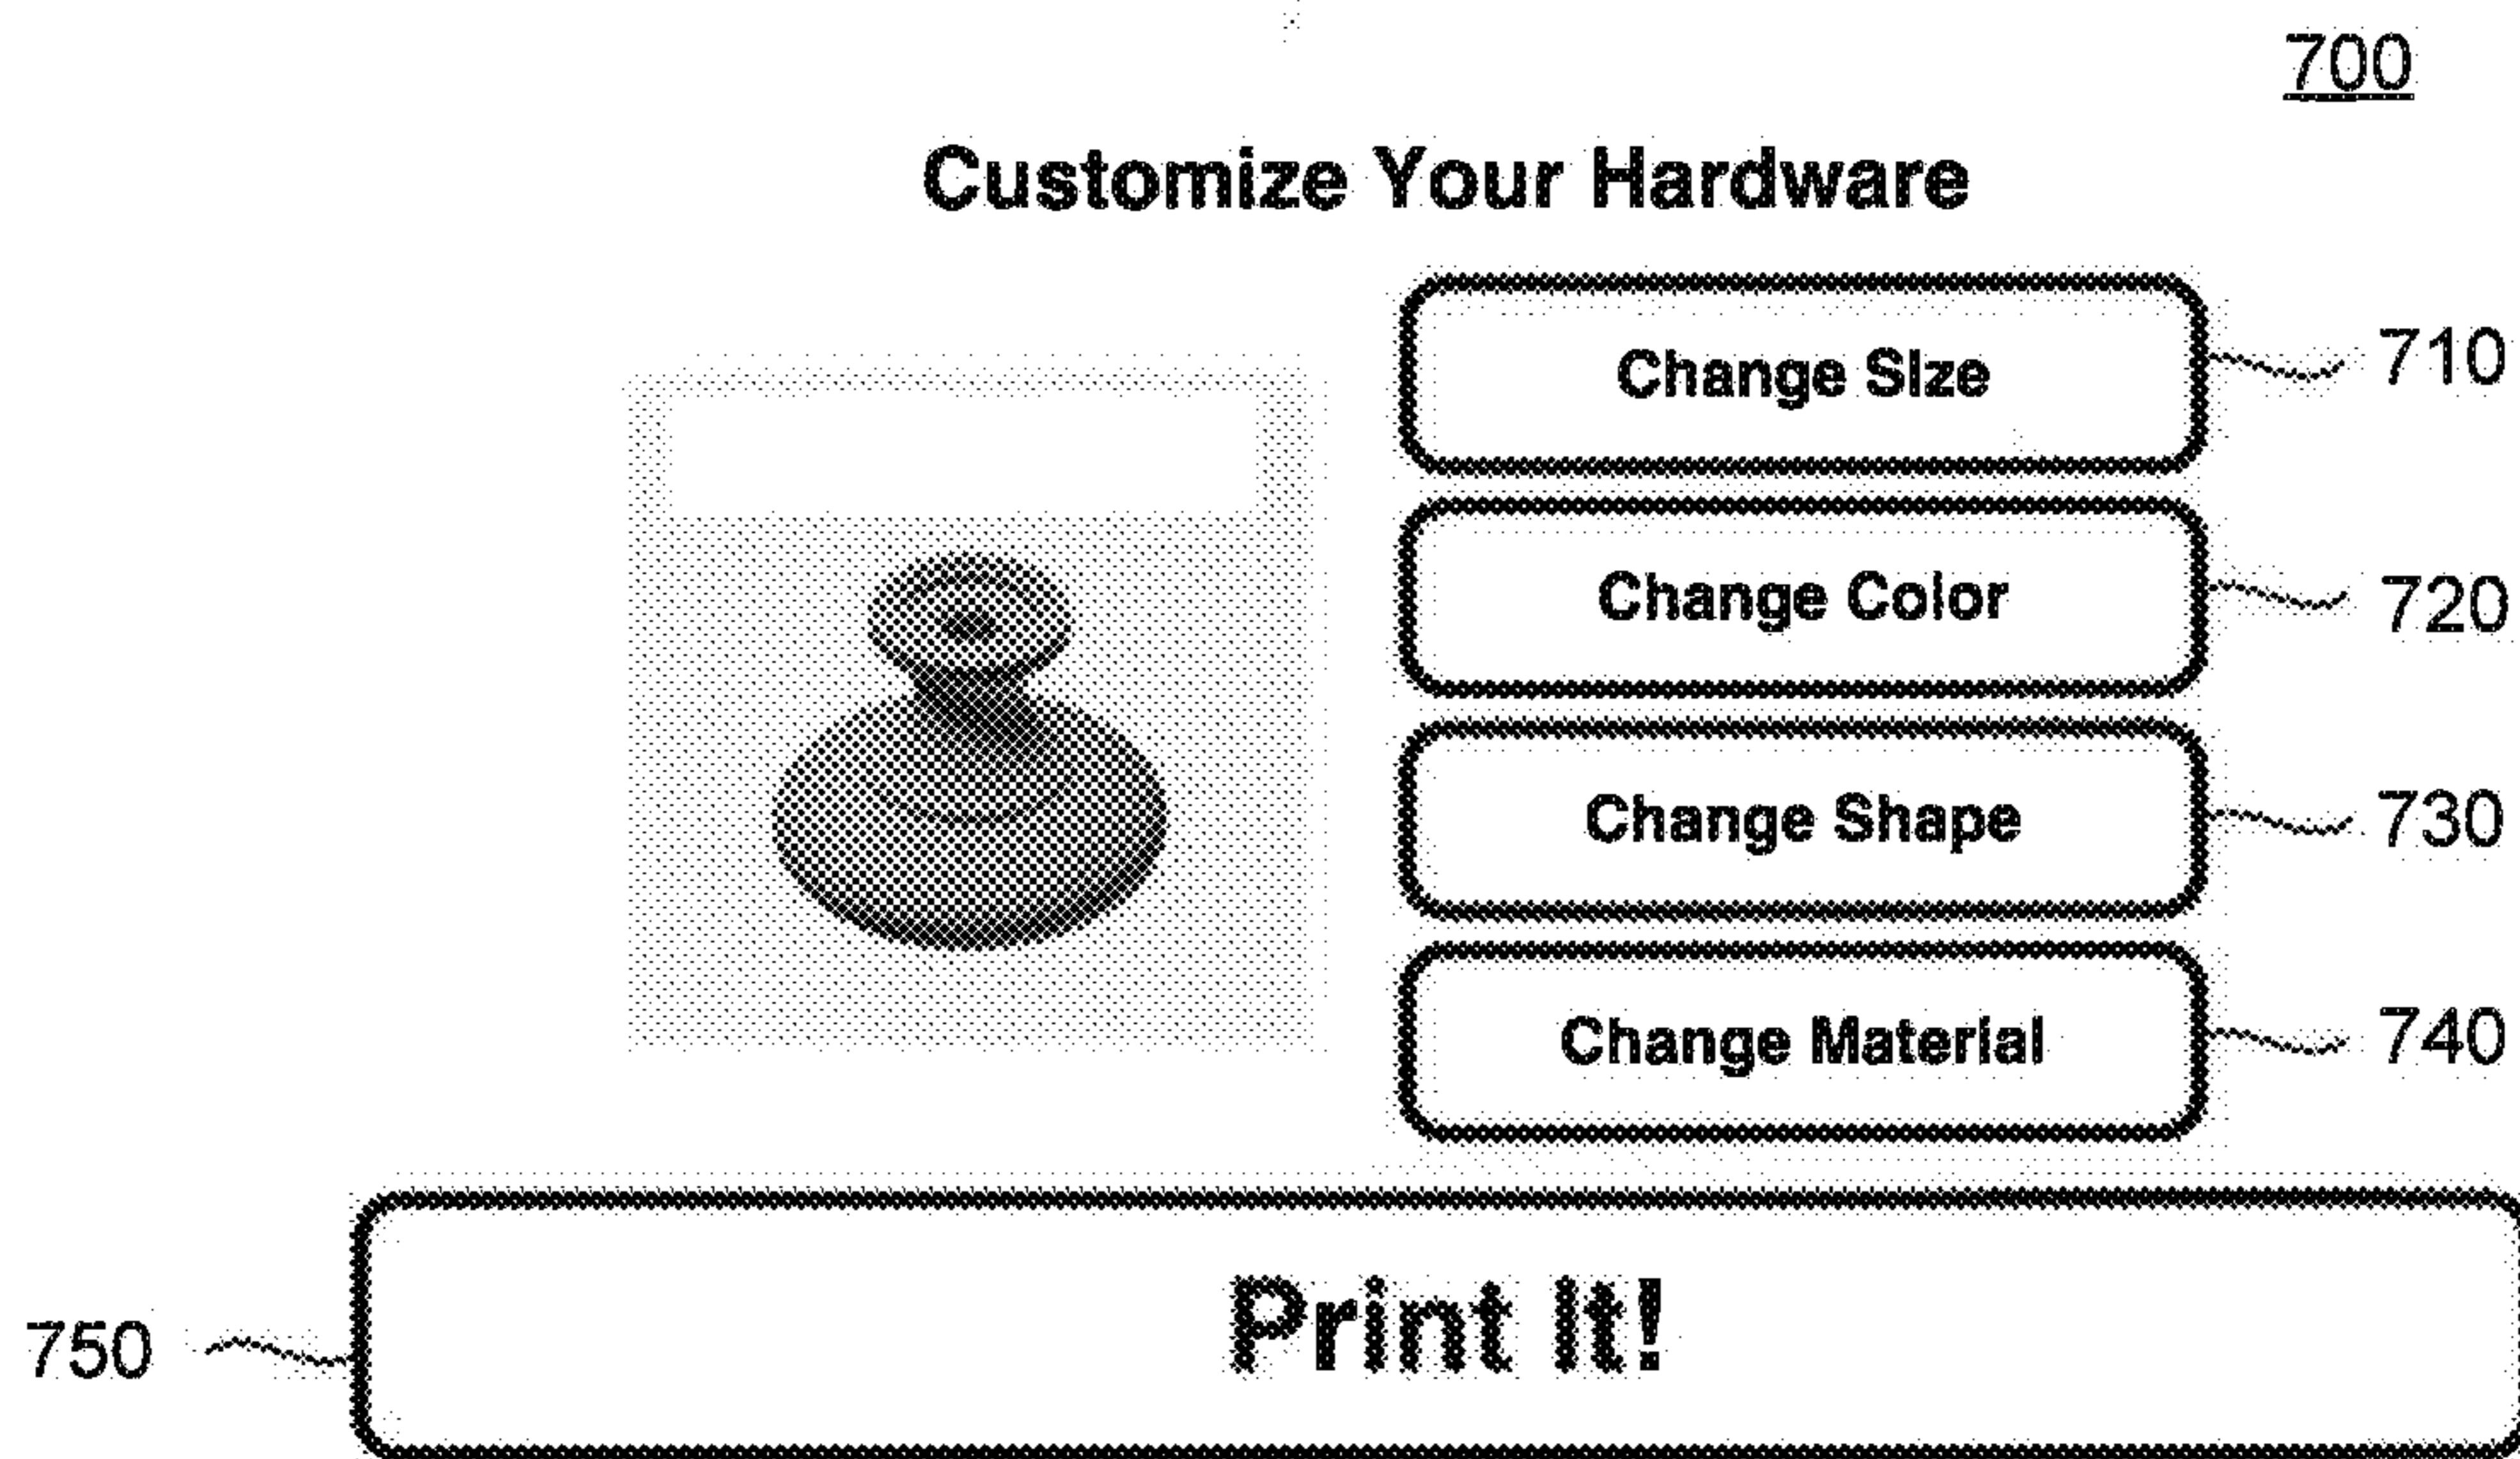 700
Customize Your Hardware
Change Size
710
Change Color
720
Change Shape
730
Change Material
740
Print It!
750